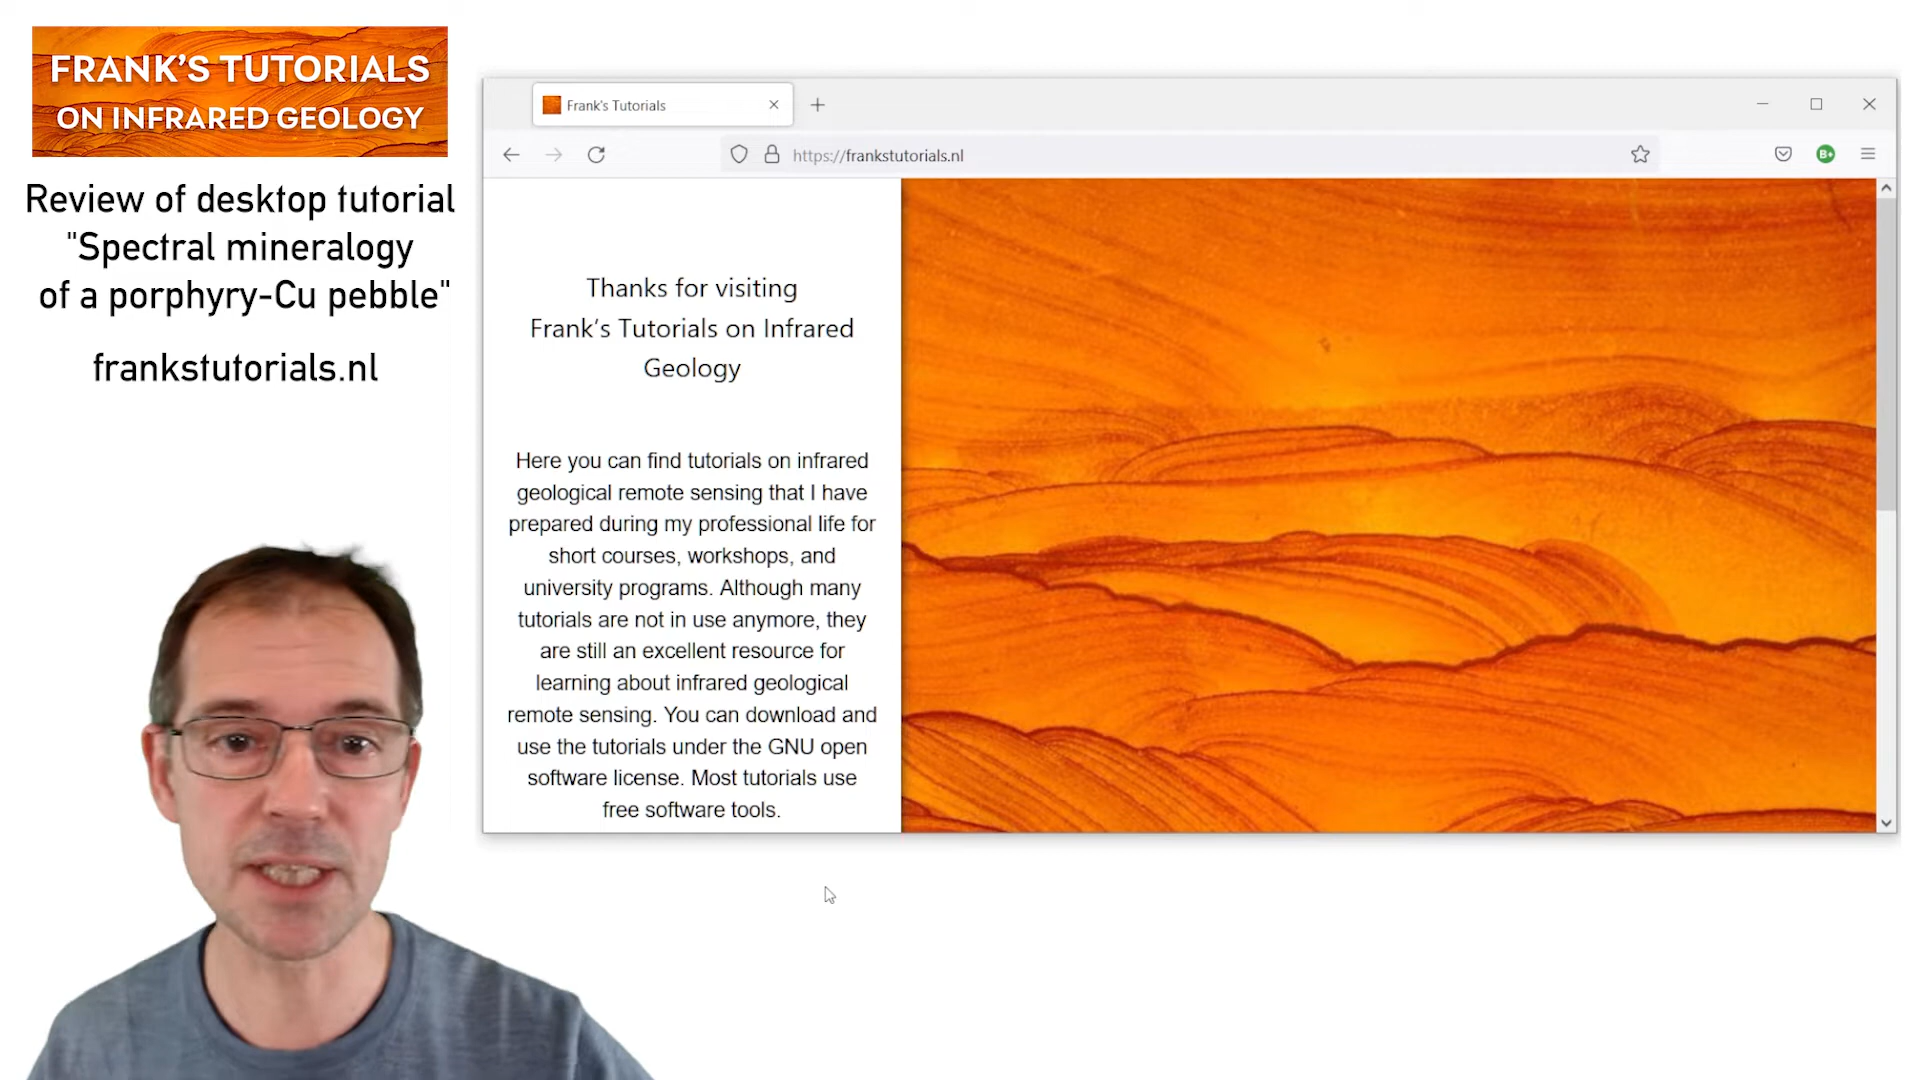 FRANK'S TUTORIALS
ON INFRARED GEOLOGY
Review of desktop tutorial
"Spectral mineralogy
of a porphyry-Cu pebble"
frankstutorials.nl
Frank's Tutorials
https://frankstutorials.nl
B+
Thanks for visiting
Frank's Tutorials on Infrared
Geology
Here you can find tutorials on infrared
geological remote sensing that I have
prepared during my professional life for
short courses, workshops, and
university programs. Although many
tutorials are not in use anymore, they
are still an excellent resource for
learning about infrared geological
remote sensing. You can download and
use the tutorials under the GNU open
software license. Most tutorials use
free software tools.